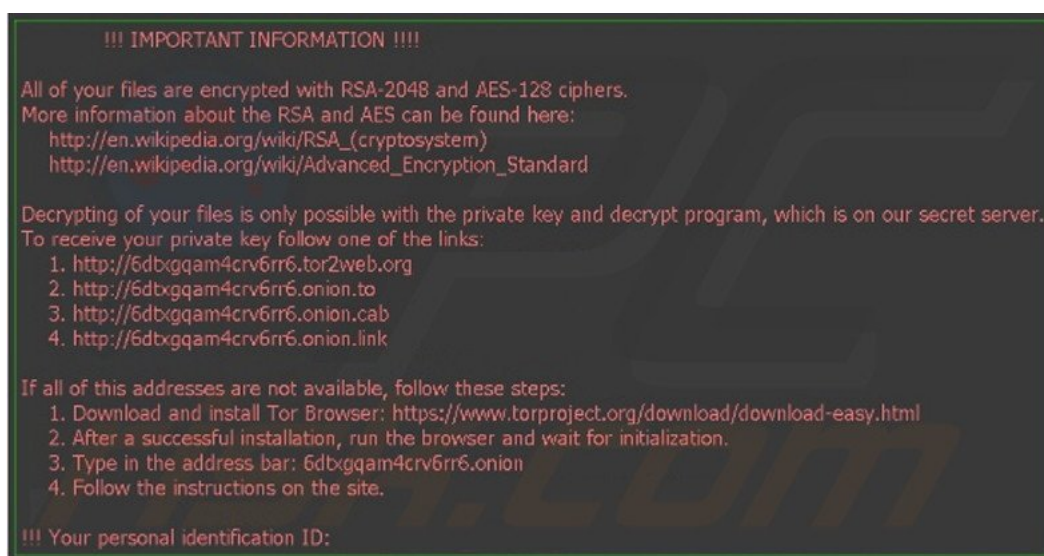 !!! IMPORTANT INFORMATION !!!!
All of your files are encrypted with RSA-2048 and AES-128 ciphers.
More information about the RSA and AES can be found here:
http://en.wikipedia.org/wiki/RSA_(cryptosystem)
http://en.wikipedia.org/wiki/Advanced_Encryption_Standard
Decrypting of your files is only possible with the private key and decrypt program, which is on our secret server.
To receive your private key follow one of the links:
1. http://6dtxgqam4crv6rr6.tor2web.org
2. http://6dtxgqam4crv6rr6.onion.to
3. http://6dtxgqam4crv6rr6.onion.cab
4. http://6dtxgqam4crv6rr6.onion.link
If all of this addresses are not available, follow these steps:
1. Download and install Tor Browser: https://www.torproject.org/download/download-easy.html
2. After a successful installation, run the browser and wait for initialization.
3. Type in the address bar: 6dtxgqam4crv6rr6.onion
4. Follow the instructions on the site.
!!! Your personal identification ID: